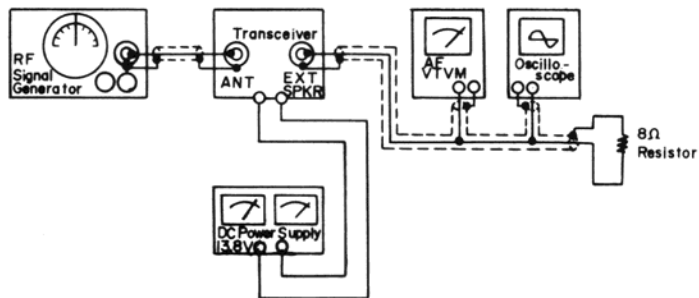 RF
Signal
Generator
Transceiver
ANT
EXT
SPKR
AF
VTVM
Oscillo-
scope
8Ω
Resistor
DC Power Supply
13.8V